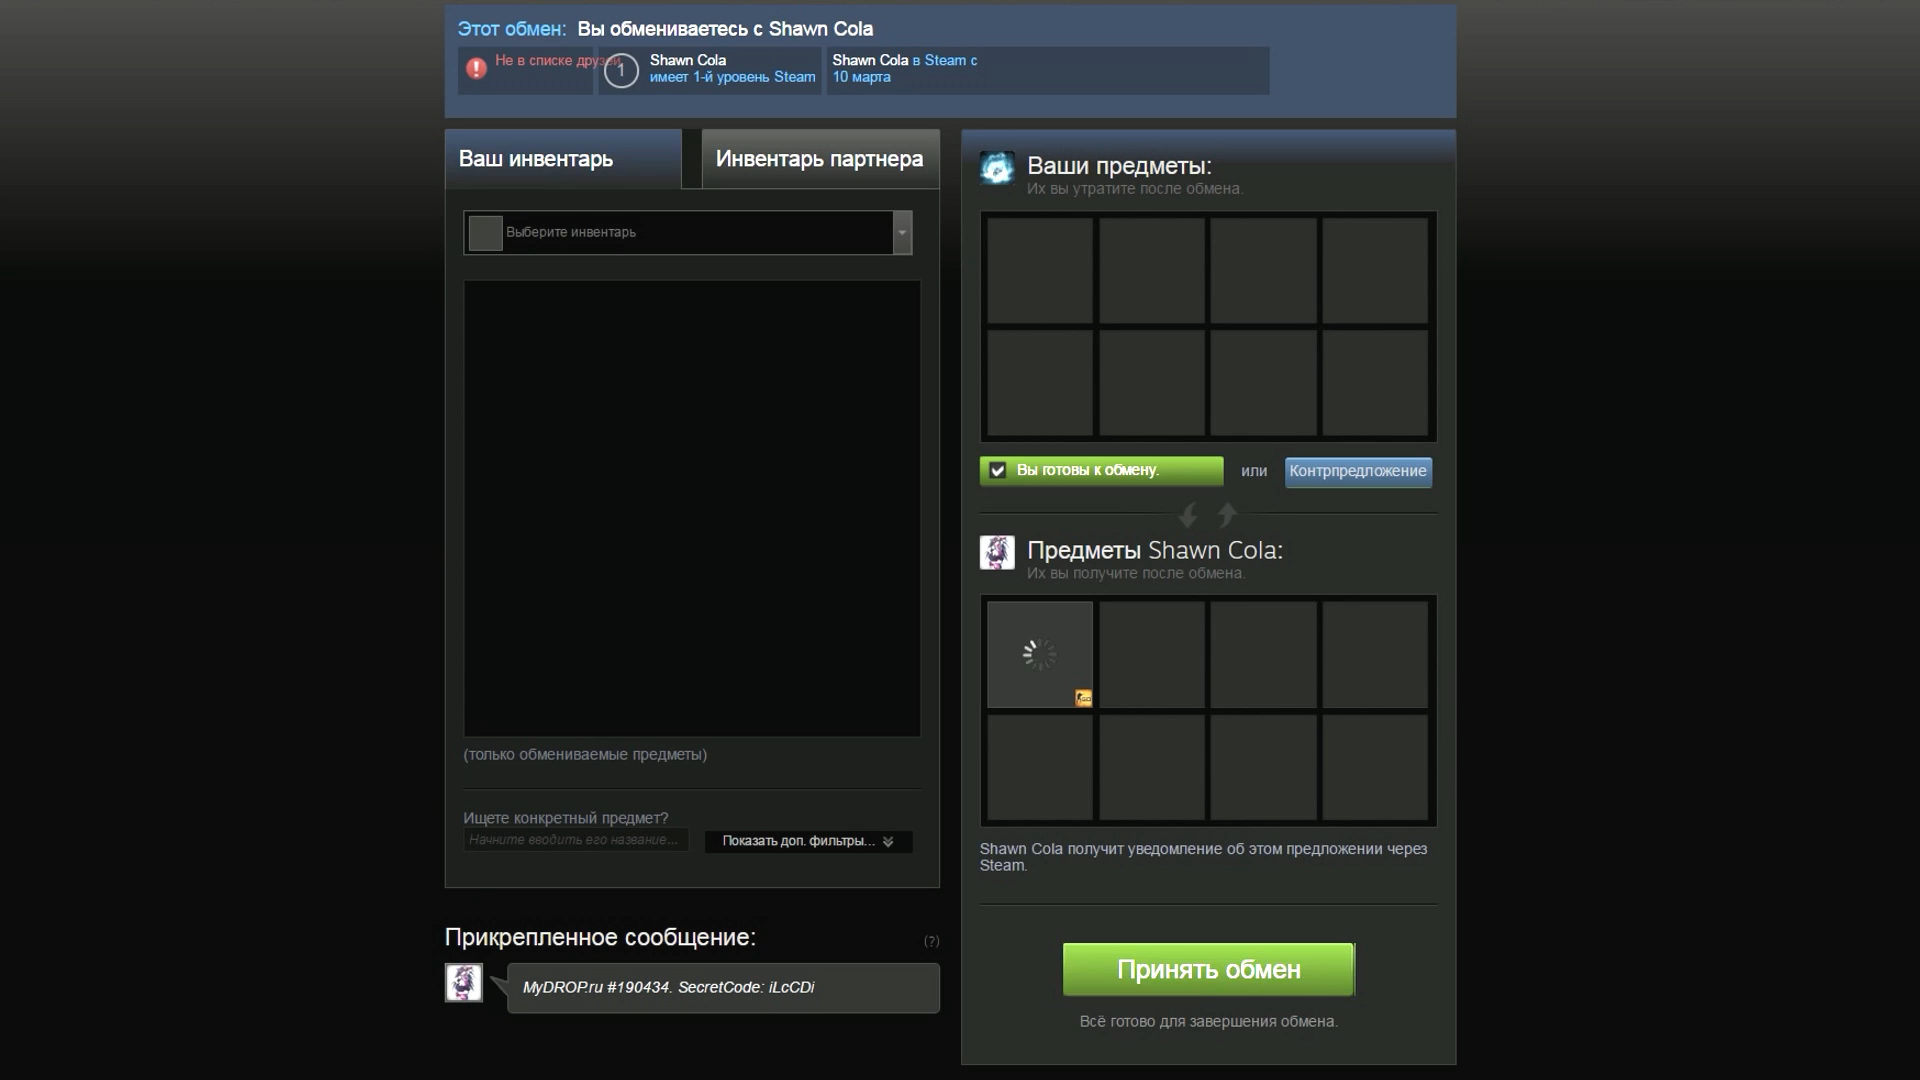 Этот обмен: Вы обмениваетесь с Shawn Cola
Не в списке друзей
1
Shawn Cola
имеет 1-й уровень Steam
Shawn Cola в Steam с
10 марта
Ваш инвентарь
Инвентарь партнера
Выберите инвентарь
(только обмениваемые предметы)
Ищете конкретный предмет?
Начните вводить его название...
Показать доп. фильтры...
Прикрепленное сообщение:
(?)
MyDROP.ru #190434. SecretCode: iLcCDi
Ваши предметы:
Их вы утратите после обмена.
Вы готовы к обмену.
или
Контрпредложение
Предметы Shawn Cola:
Их вы получите после обмена.
GO
Shawn Cola получит уведомление об этом предложении через
Steam.
Принять обмен
Всё готово для завершения обмена.